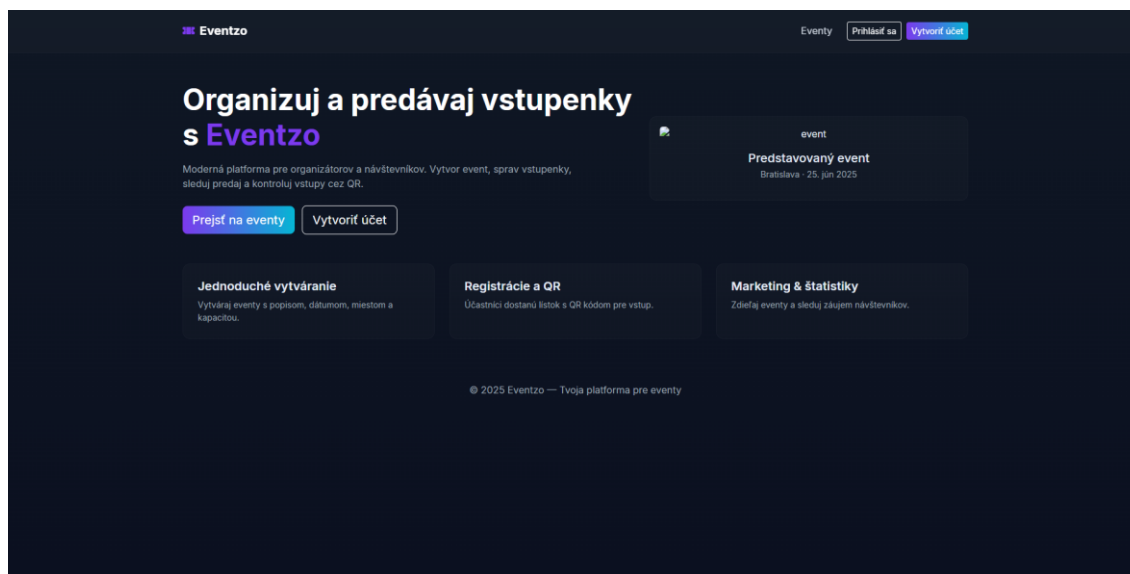 Eventzo
Eventy
Prihlásiť sa
Vytvoriť účet
Organizuj a predávaj vstupenky
s Eventzo
Moderná platforma pre organizátorov a návštevníkov. Vytvor event, sprav vstupenky,
sleduj predaj a kontroluj vstupy cez QR.
Prejsť na eventy
Vytvoriť účet
event
Predstavovaný event
Bratislava · 25. jún 2025
Jednoduché vytváranie
Vytváraj eventy s popisom, dátumom, miestom a
kapacitou.
Registrácie a QR
Účastníci dostanú lístok s QR kódom pre vstup.
Marketing & štatistiky
Zdieľaj eventy a sleduj záujem návštevníkov.
© 2025 Eventzo — Tvoja platforma pre eventy